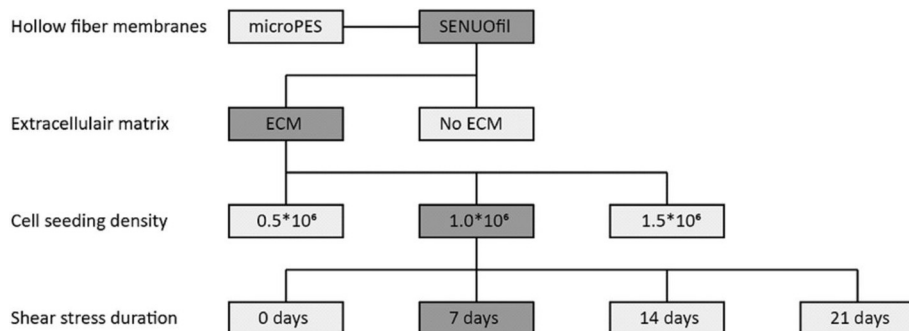 Hollow fiber membranes microPES SENUOfil
Extracellulair matrix ECM No ECM
Cell seeding density 0.5*10⁶ 1.0*10⁶ 1.5*10⁶
Shear stress duration 0 days 7 days 14 days 21 days